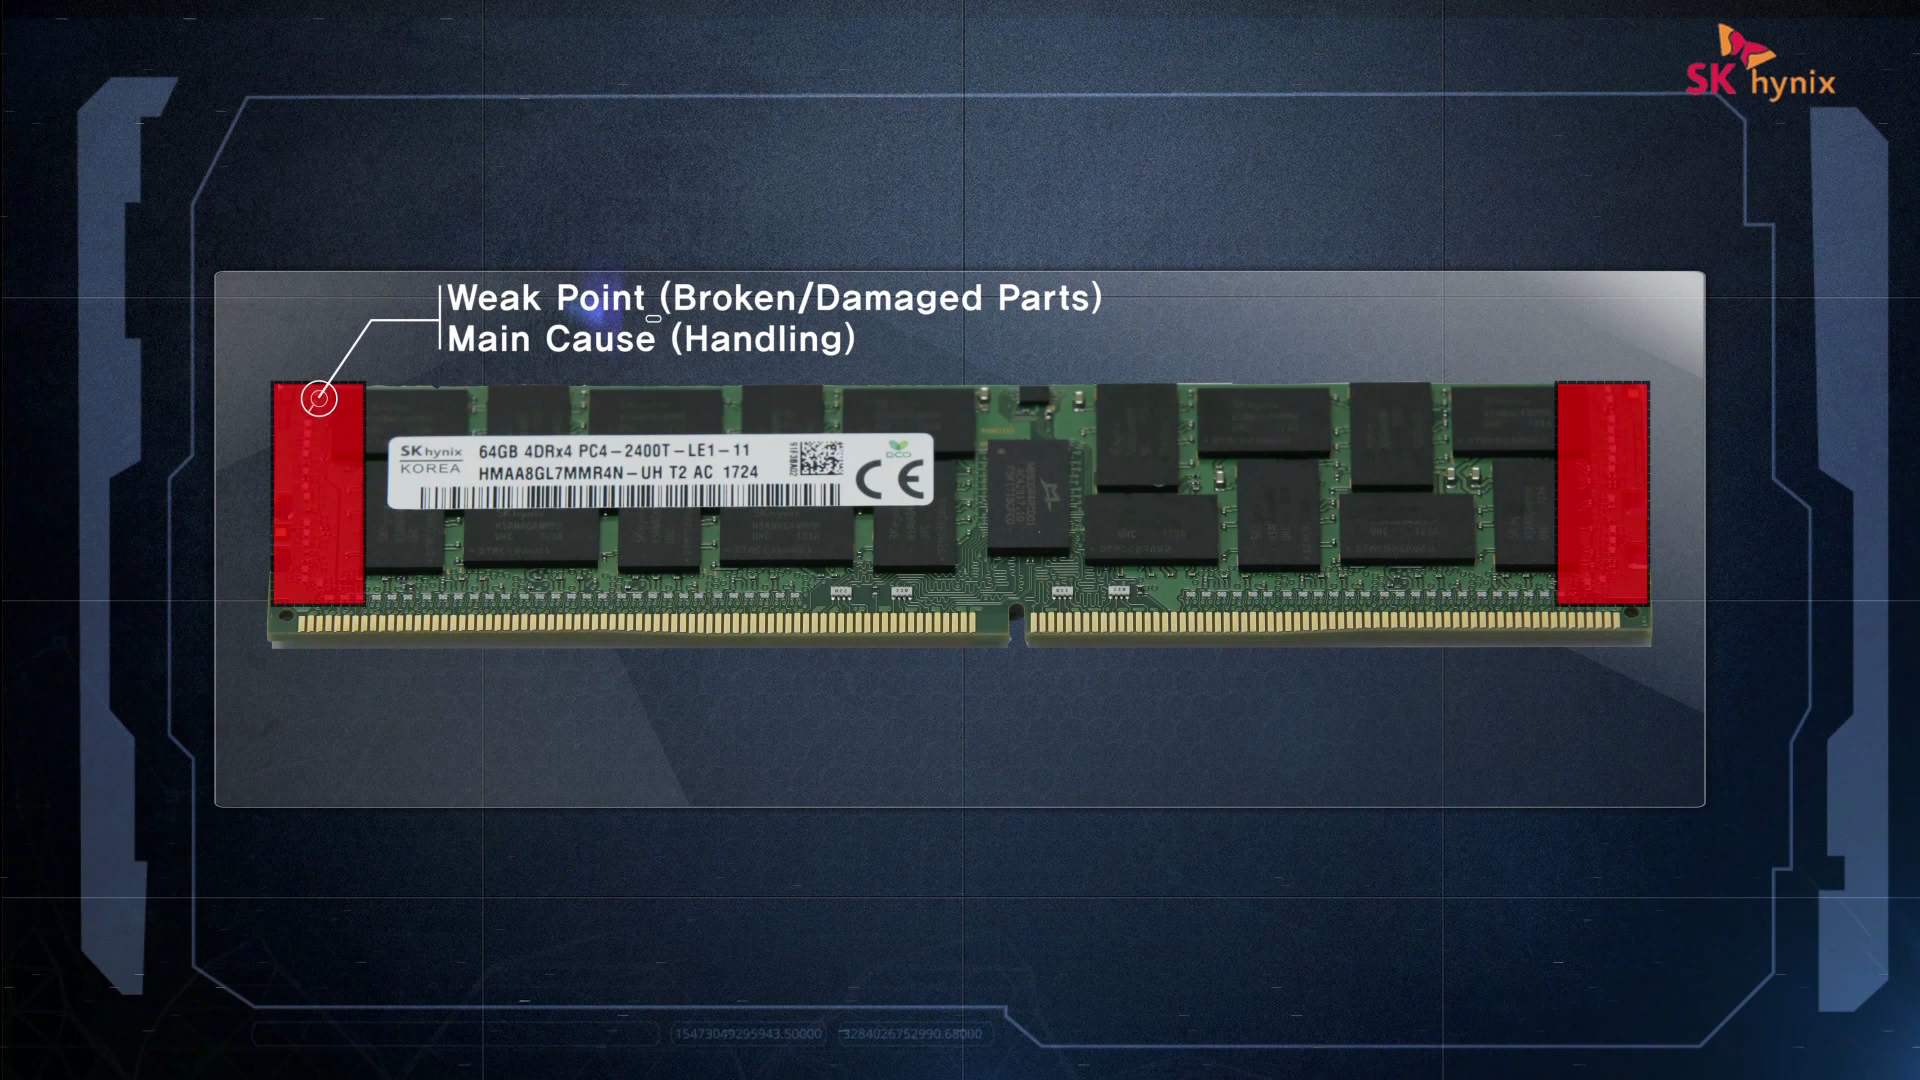 SK hynix
Weak Point (Broken/Damaged Parts)
Main Cause (Handling)
SK hynix
KOREA
64GB 4DRx4 PC4-2400T-LE1-11
HMAA8GL7MMR4N-UH T2 AC 1724
CE
15473049295943.50000
3284026752990.68000